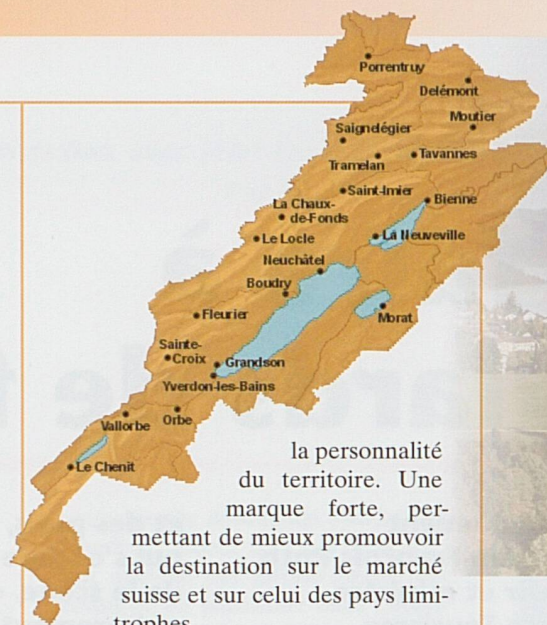 Porrentruy
Delémont
Moutier
Saignelégier
Tavannes
Tramelan
Saint-Imier
Bienne
La Chaux-
de-Fonds
La Neuveville
Le Locle
Neuchâtel
Boudry
Fleurier
Morat
Sainte-
Croix
Grandson
Yverdon-les-Bains
Vallorbe
Orbe
Le Chenit
la personnalité
du territoire. Une
marque forte, per-
mettant de mieux promouvoir
la destination sur le marché
suisse et sur celui des pays limi-
trophes